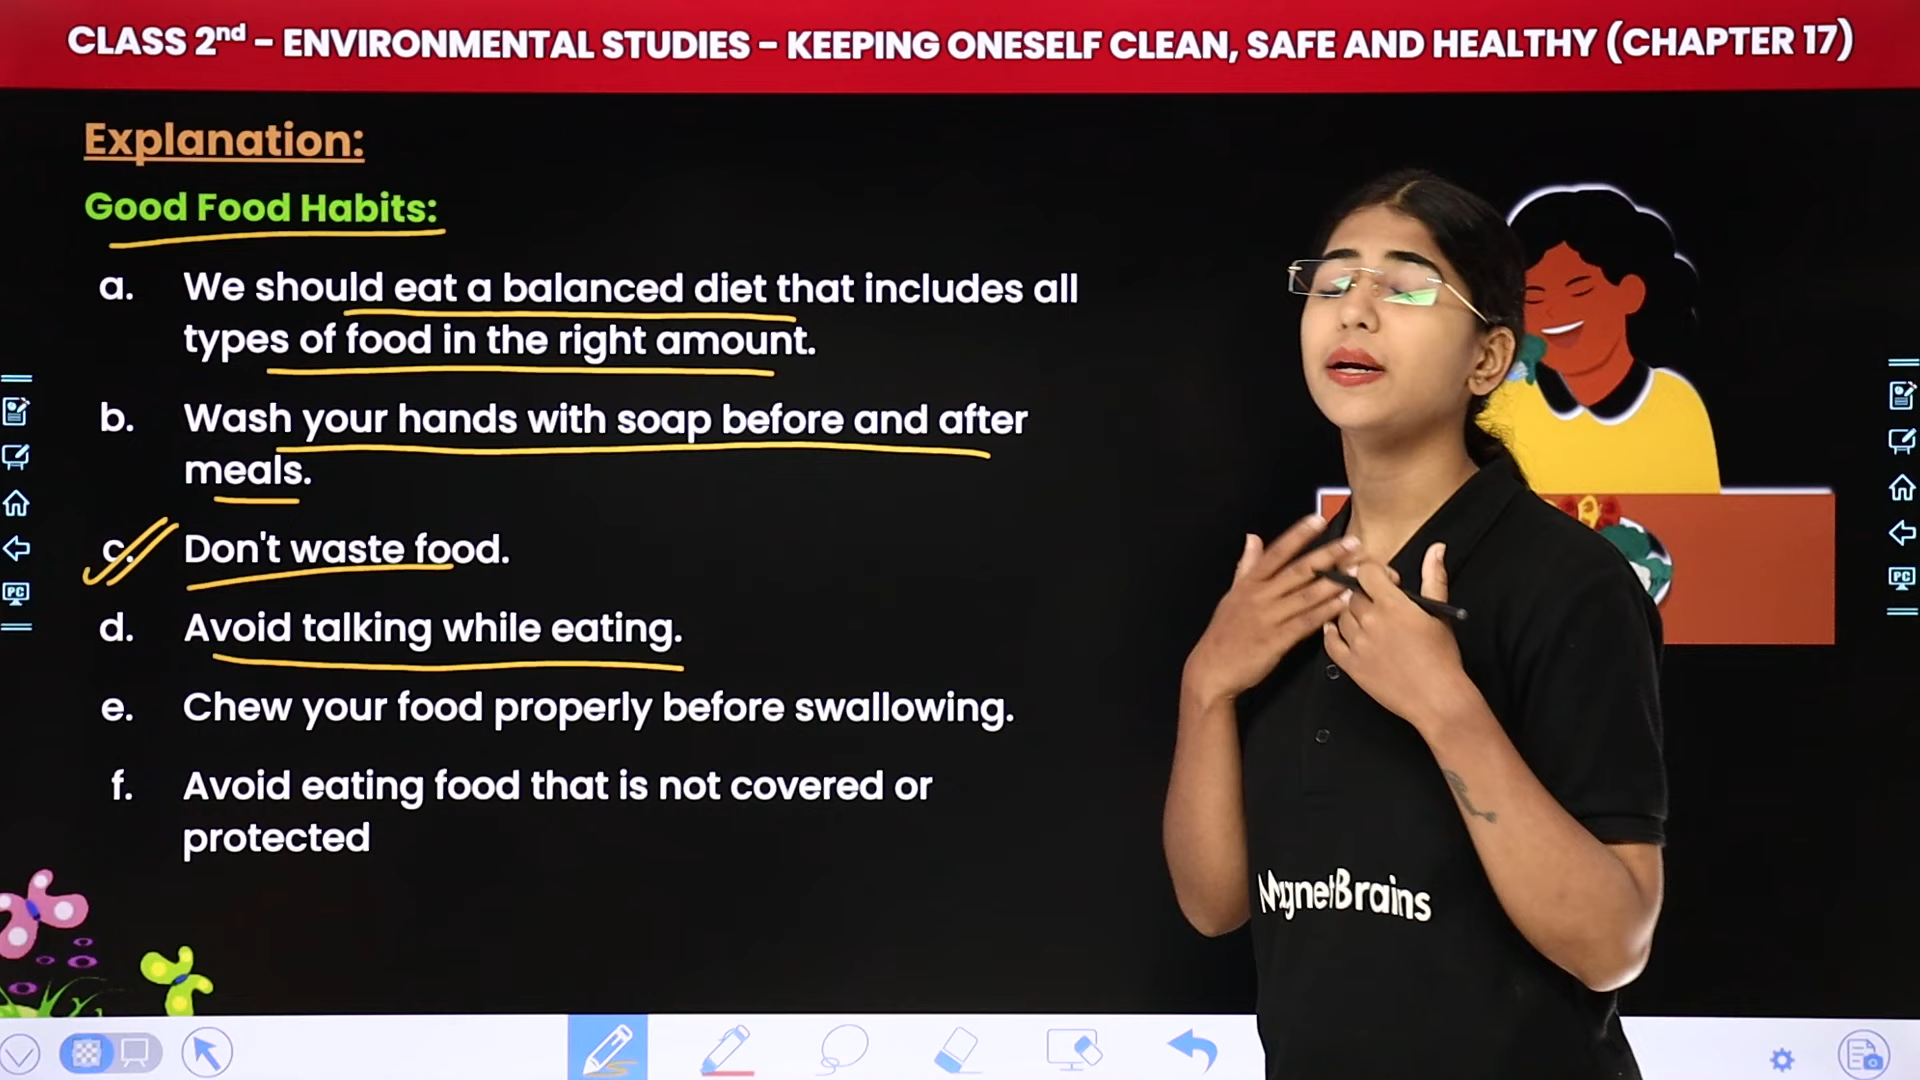 CLASS 2nd - ENVIRONMENTAL STUDIES - KEEPING ONESELF CLEAN, SAFE AND HEALTHY (CHAPTER 17)
Explanation:
Good Food Habits:
a. We should eat a balanced diet that includes all
types of food in the right amount.
b. Wash your hands with soap before and after
meals.
c. Don't waste food.
d. Avoid talking while eating.
e. Chew your food properly before swallowing.
f. Avoid eating food that is not covered or
protected
MagnetBrains
PC
PC